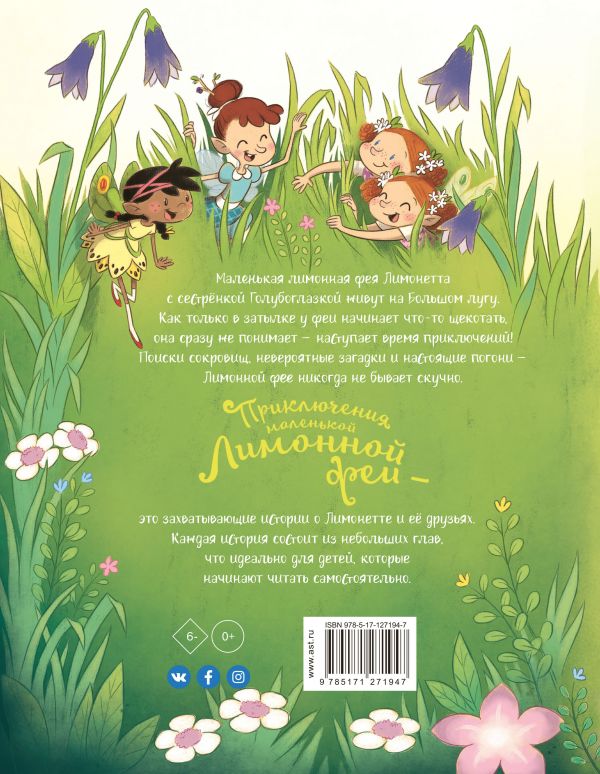 Маленькая лимонная фея Лимонетта
с сестрёнкой Голубоглазкой живут на Большом лугу.
Как только в затылке у феи начинает что-то щекотать,
она сразу же понимает – наступает время приключений!
Поиски сокровищ, невероятные загадки и настоящие погони –
Лимонной фее никогда не бывает скучно.
Приключения
маленькой
Лимонной
феи –
это захватывающие истории о Лимонетте и её друзьях.
Каждая история состоит из небольших глав,
что идеально для детей, которые
начинают читать самостоятельно.
6-
0+
www.ast.ru
ISBN 978-5-17-127194-7
9 785171 271947